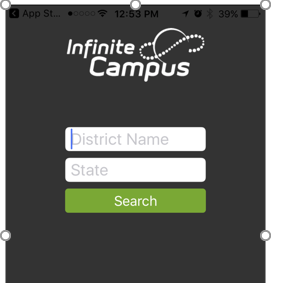 App St... 12:53 PM 39%
Infinite
Campus
District Name
State
Search